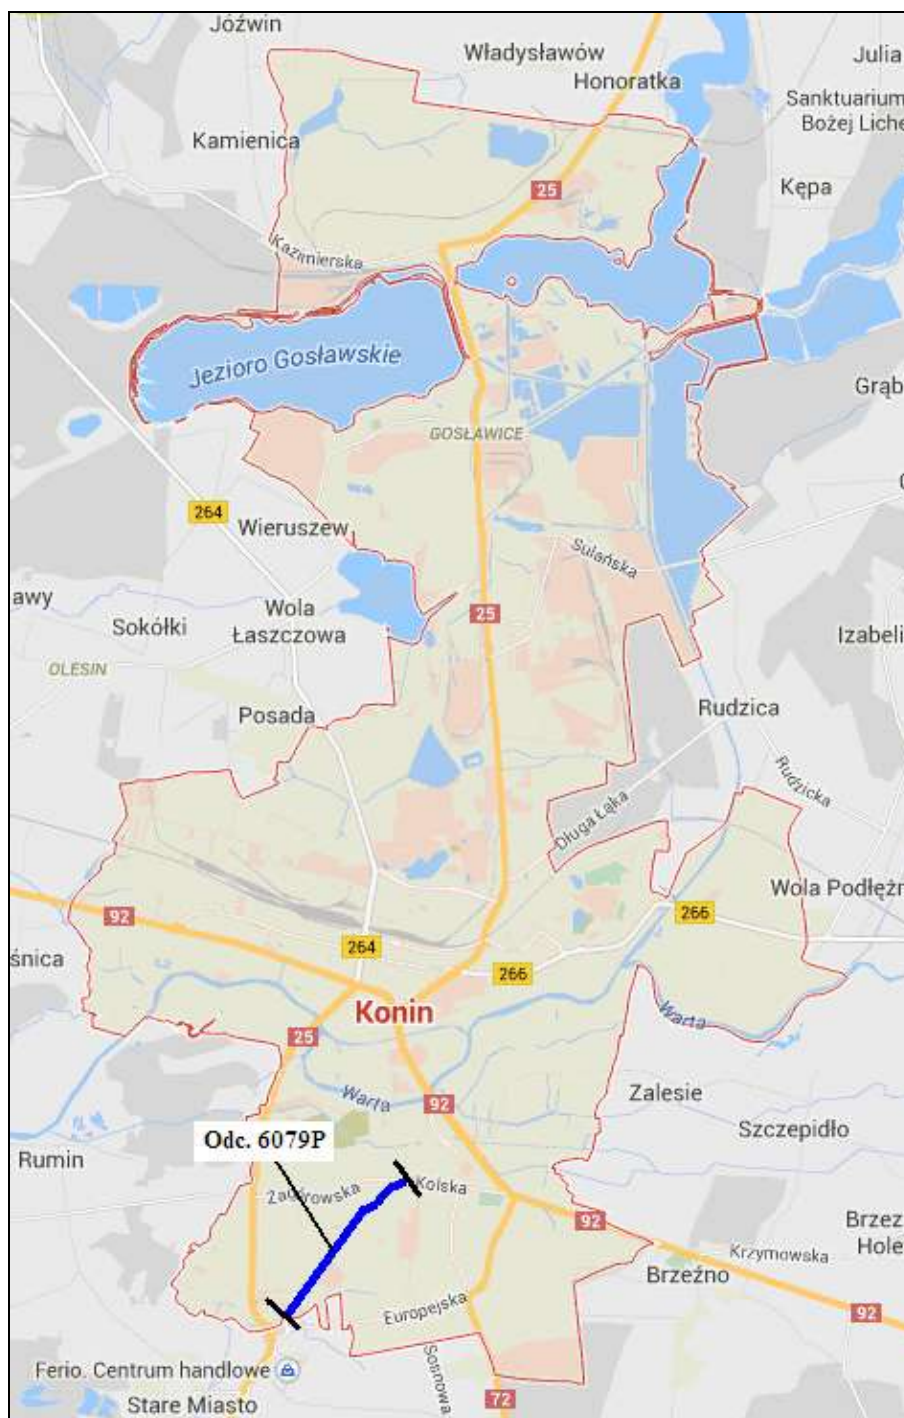 Jóźwin
Władysławów
Honoratka
Julia
Sanktuarium
Bożej Liche
Kamienica
25
Kępa
Kazimierska
Jezioro Gosławskie
Grąb
GOSŁAWICE
264
Wieruszew
Sulańska
awy
Wola
Łaszczowa
25
Sokółki
Izabeli
OLESIN
Posada
Rudzica
Rudzicka
Długa Łąka
Wola Podłężn
92
266
264
266
śnica
Konin
Warta
25
Warta
92
Zalesie
Szczepidło
Odc. 6079P
Rumin
Zagórowska
Kolska
92
Brzez
Hole
Krzymowska
Brzeźno
Europejska
92
Ferio. Centrum handlowe
Sosnowa
72
Stare Miasto